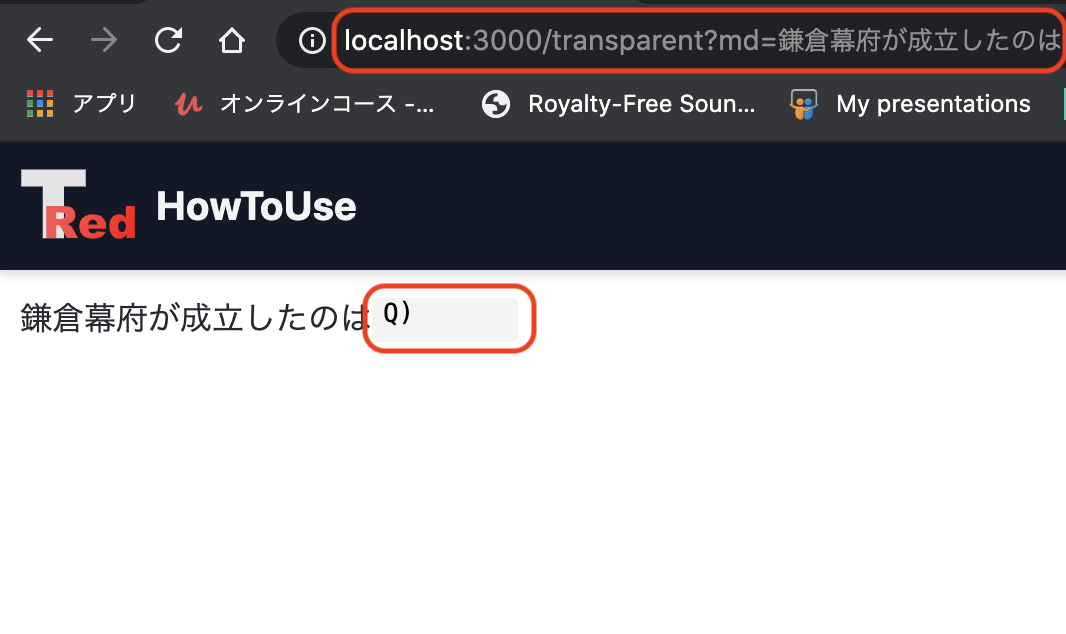 localhost:3000/transparent?md=鎌倉幕府が成立したのは
アプリ オンラインコース -... Royalty-Free Soun... My presentations
TRed HowToUse
鎌倉幕府が成立したのは Q)